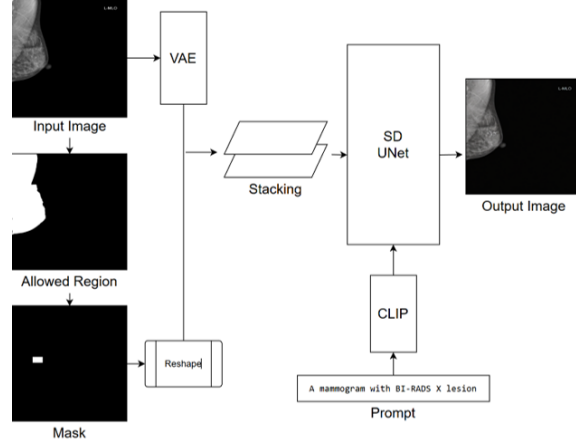 VAE
Input Image
SD
UNet
Stacking
Output Image
Allowed Region
CLIP
Reshape
A mammogram with BI-RADS X lesion
Prompt
Mask